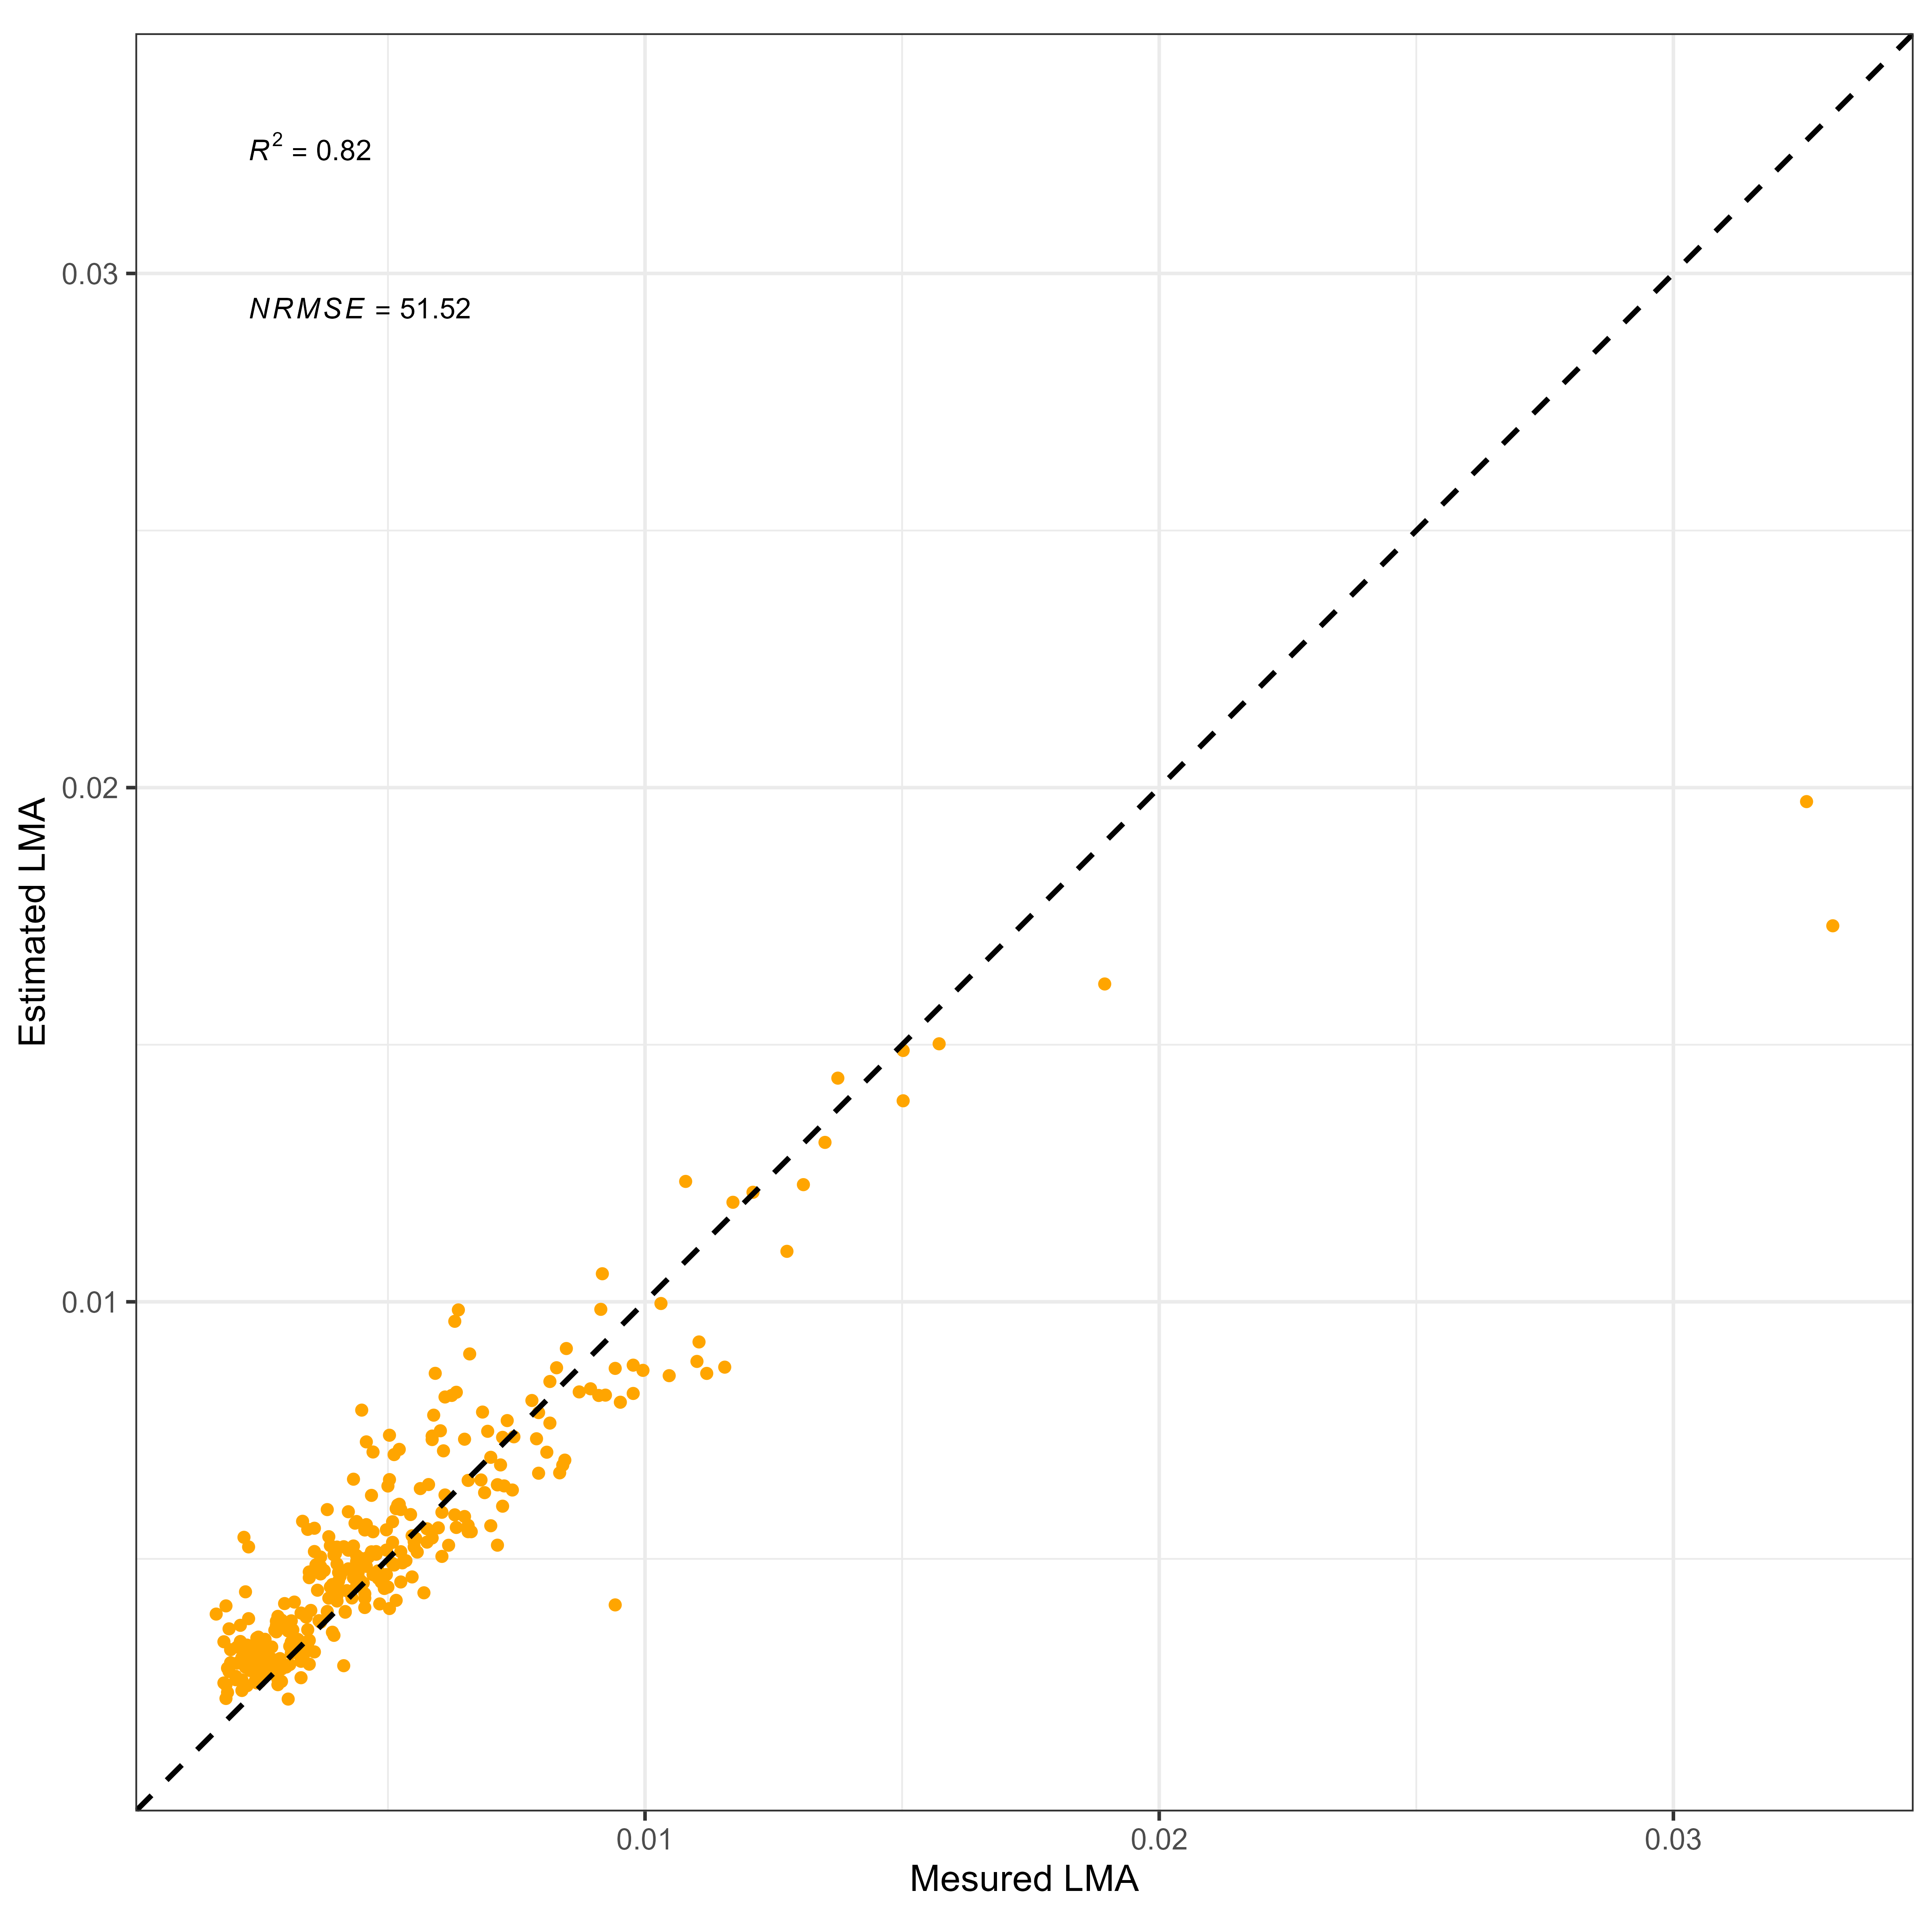 R² = 0.82
NRMSE = 51.52
0.03
0.02
0.01
Estimated LMA
0.01 0.02 0.03
Mesured LMA